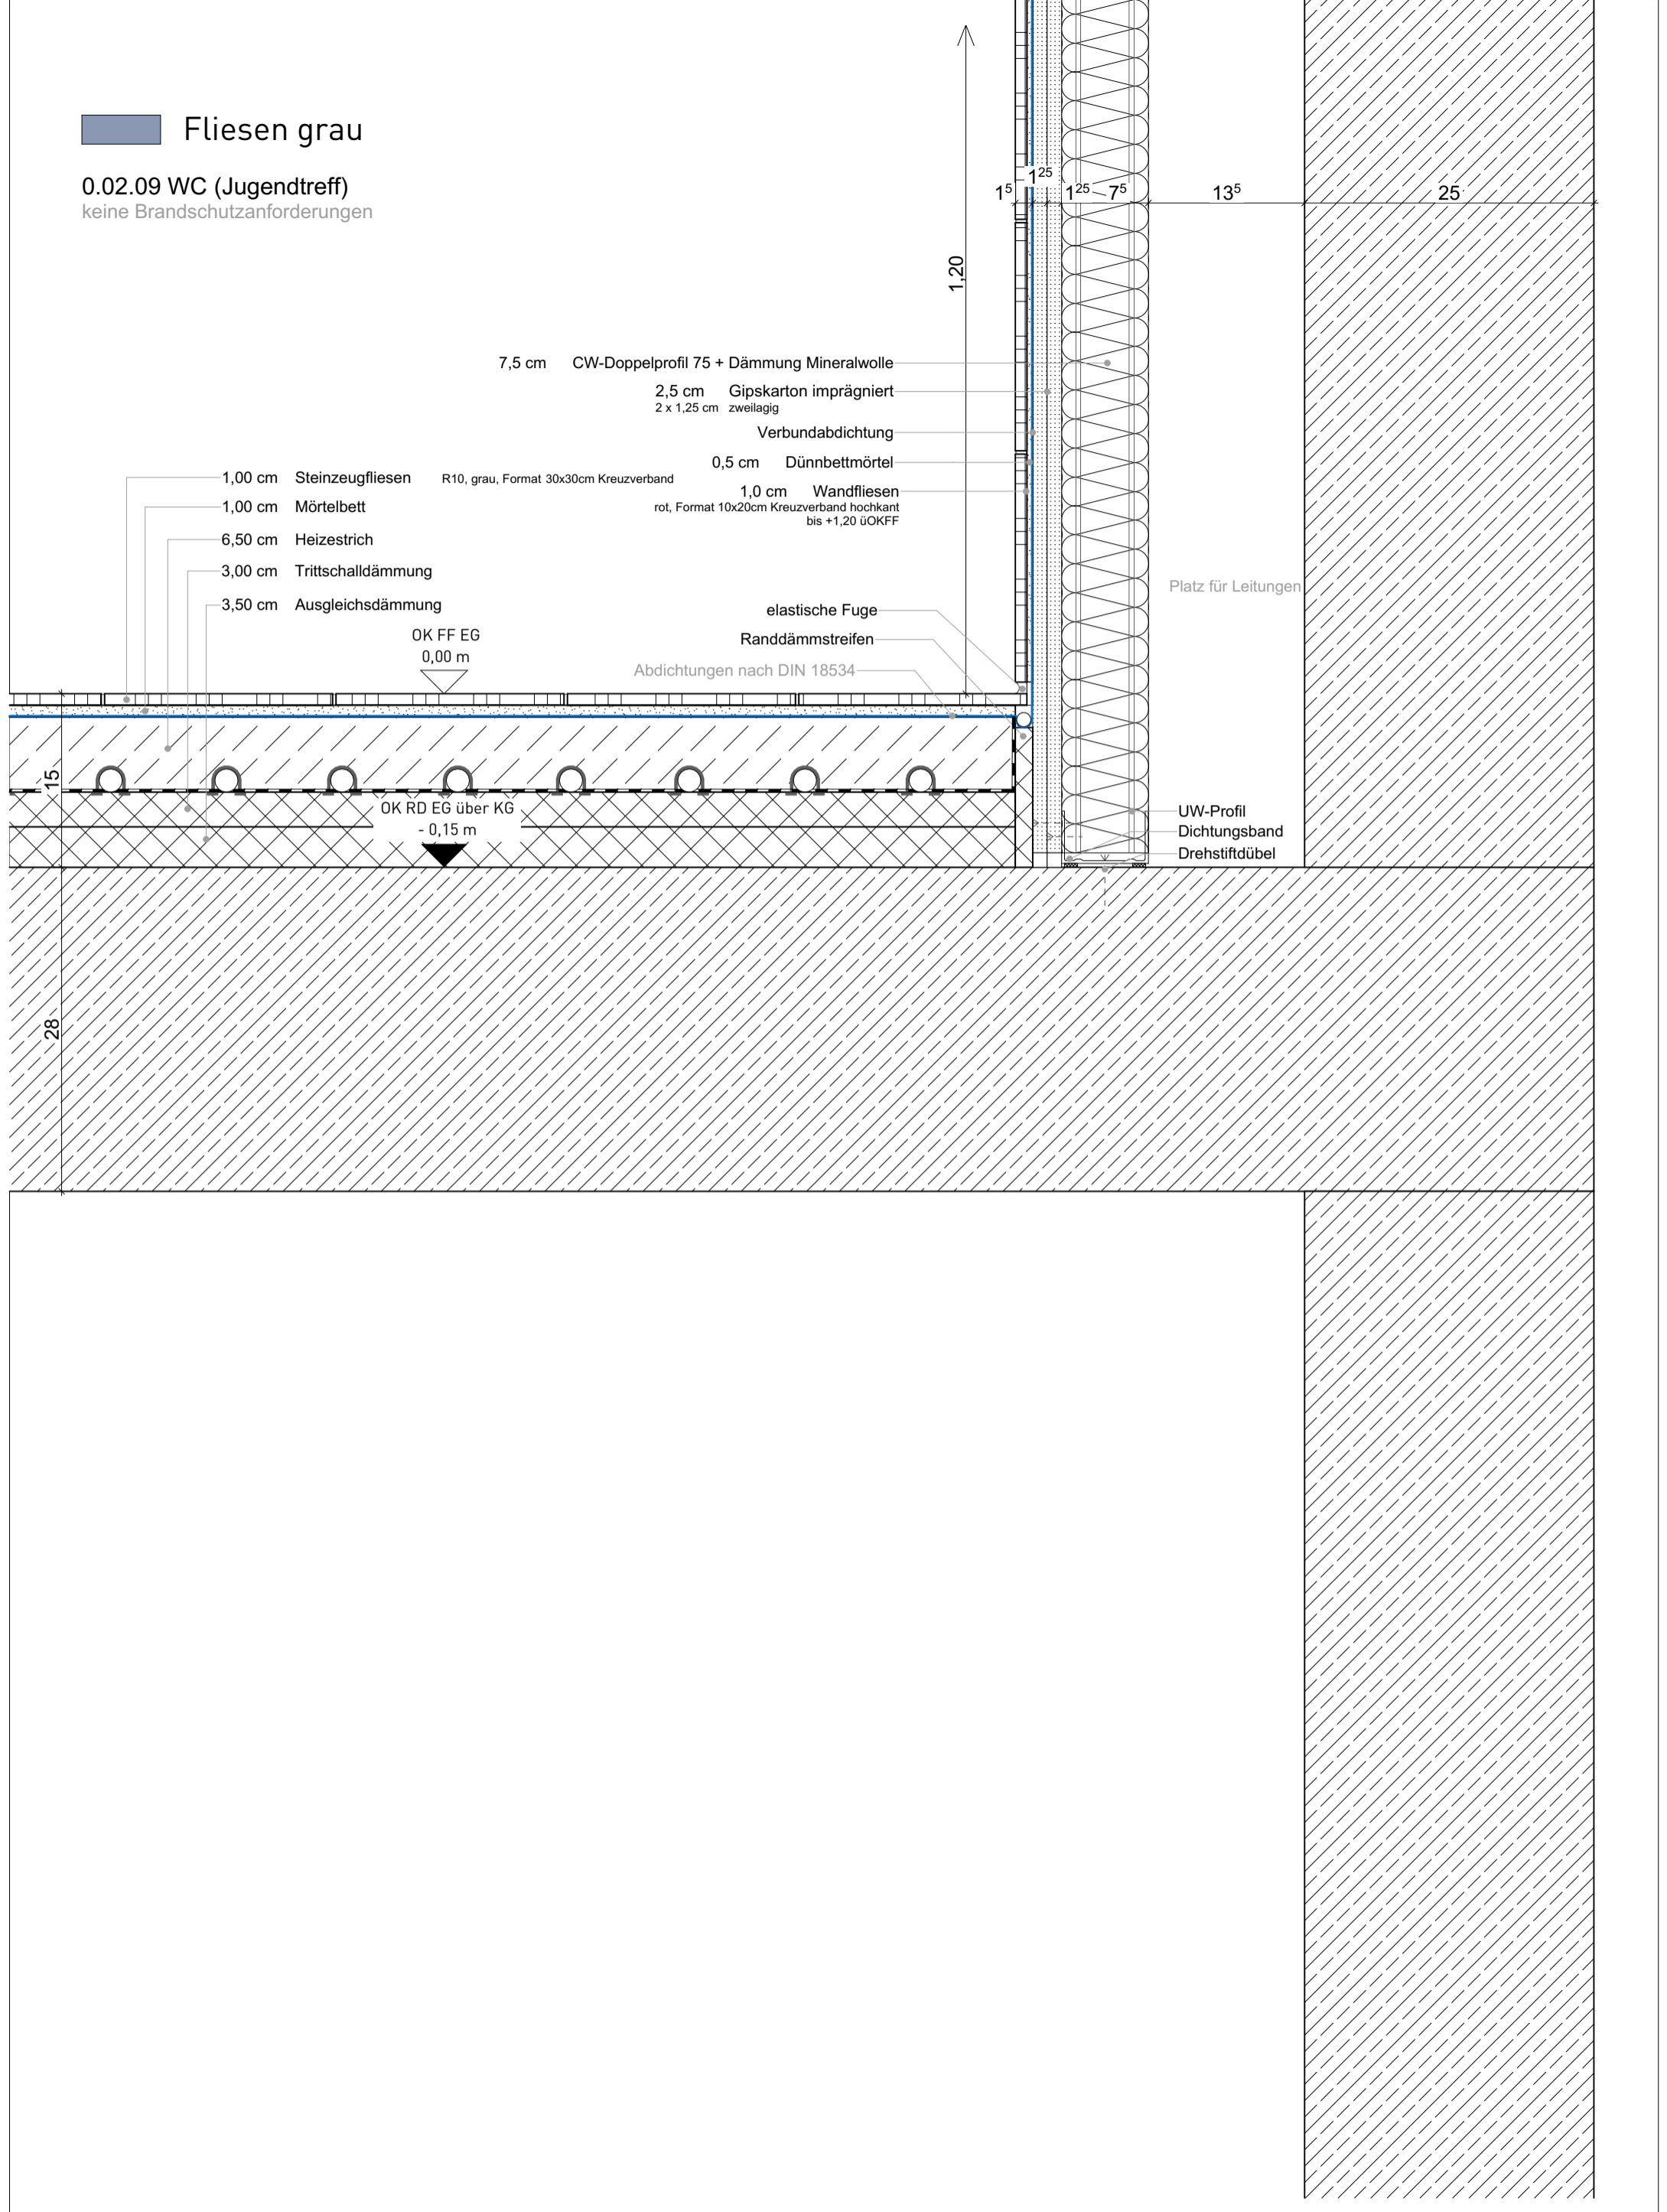 Fliesen grau
0.02.09 WC (Jugendtreff)
keine Brandschutzanforderungen
1⁵ 1²⁵ 1²⁵ 7⁵ 13⁵ 25
1,20
7,5 cm CW-Doppelprofil 75 + Dämmung Mineralwolle
2,5 cm Gipskarton imprägniert
2 x 1,25 cm zweilagig
Verbundabdichtung
0,5 cm Dünnbettmörtel
1,0 cm Wandfliesen
rot, Format 10x20cm Kreuzverband hochkant
bis +1,20 üOKFF
1,00 cm Steinzeugfliesen R10, grau, Format 30x30cm Kreuzverband
1,00 cm Mörtelbett
6,50 cm Heizestrich
3,00 cm Trittschalldämmung
3,50 cm Ausgleichsdämmung
Platz für Leitungen
elastische Fuge
Randdämmstreifen
Abdichtungen nach DIN 18534
OK FF EG
0,00 m
15
OK RD EG über KG
- 0,15 m
UW-Profil
Dichtungsband
Drehstiftdübel
28